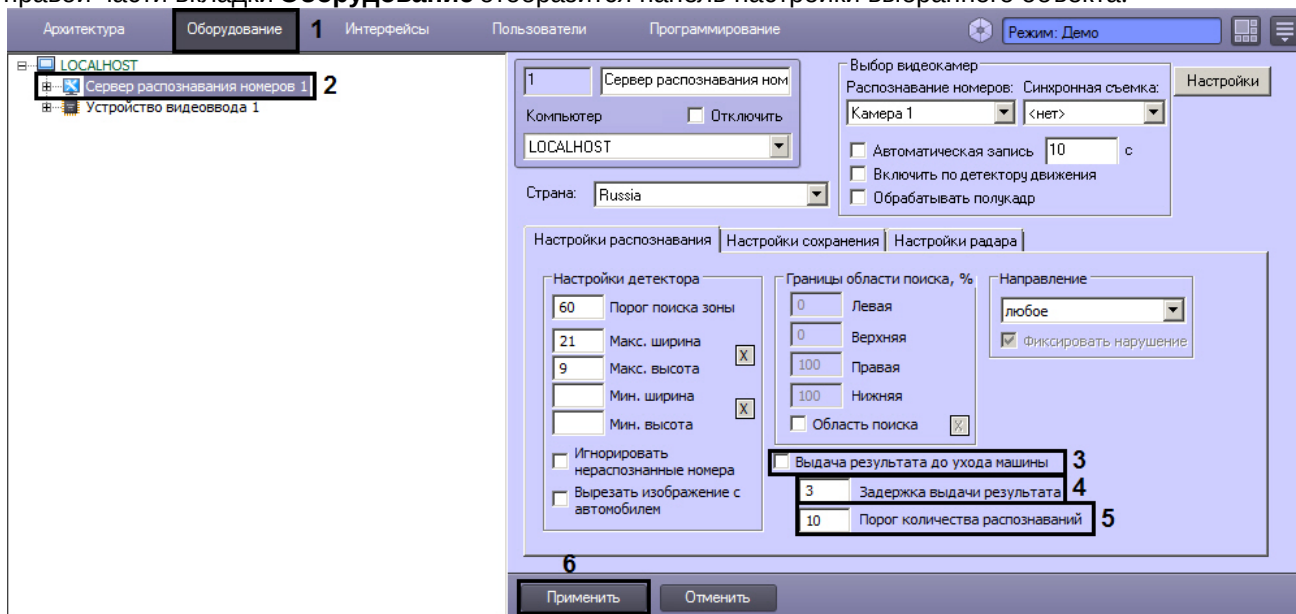 правой части вкладки Оборудование отобразится панель настройки выбранного объекта.
Архитектура Оборудование 1 Интерфейсы Пользователи Программирование Режим: Демо
LOCALHOST
Сервер распознавания номеров 1 2
Устройство видеоввода 1
1 Сервер распознавания ном
Компьютер Отключить
LOCALHOST
Страна: Russia
Выбор видеокамер
Распознавание номеров: Синхронная съемка:
Камера 1 <нет>
Автоматическая запись 10 с
Включить по детектору движения
Обрабатывать полукадр
Настройки
Настройки распознавания Настройки сохранения Настройки радара
Настройки детектора
60 Порог поиска зоны
21 Макс. ширина
X
9 Макс. высота
Мин. ширина
X
Мин. высота
Игнорировать
нераспознанные номера
Вырезать изображение с
автомобилем
Границы области поиска, %
0 Левая
0 Верхняя
100 Правая
100 Нижняя
Область поиска X
Направление
любое
Фиксировать нарушение
Выдача результата до ухода машины 3
3 Задержка выдачи результата 4
10 Порог количества распознаваний 5
6
Применить Отменить